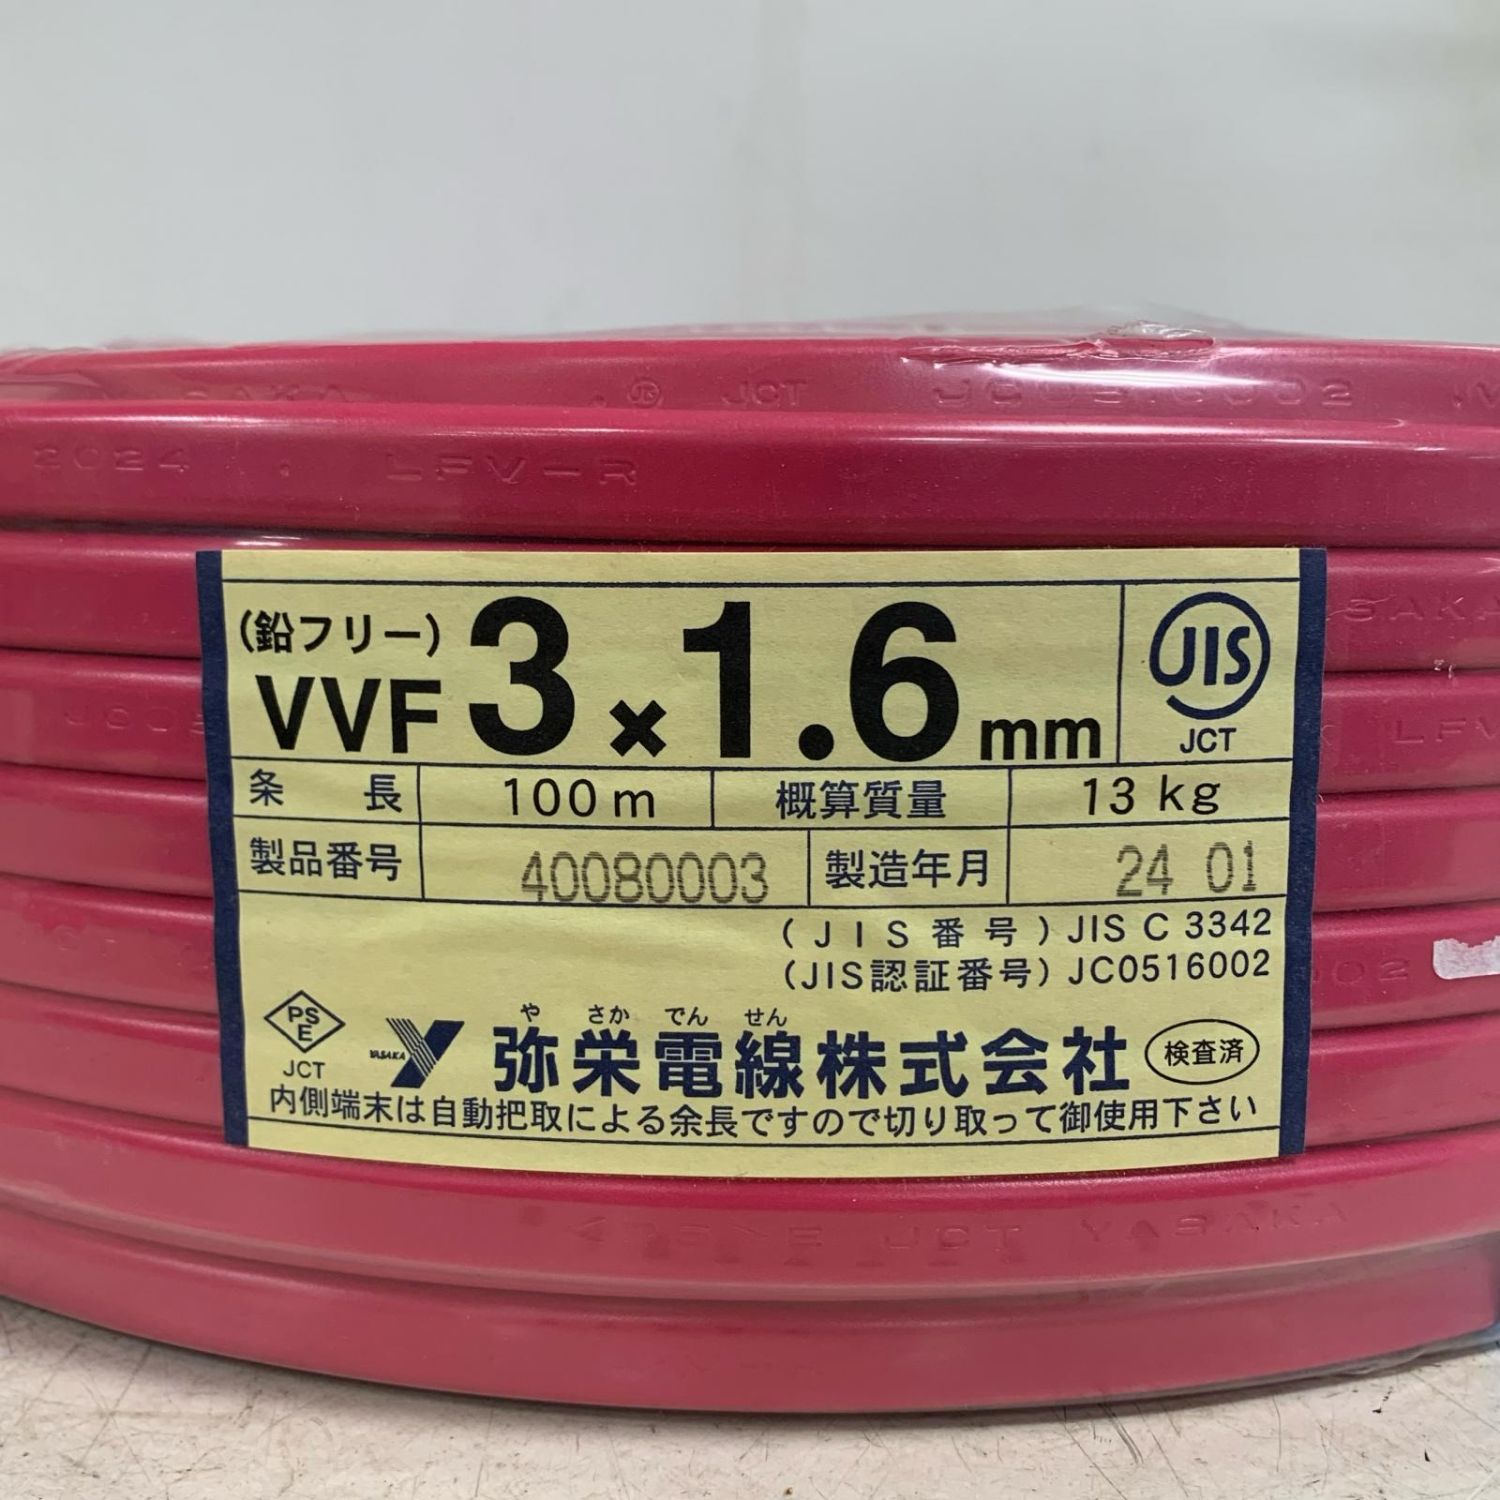 JCT JC0516002
2024 . LFV-R
(鉛フリー)
VVF 3×1.6mm
JIS
JCT
条長 100m 概算質量 13kg
製品番号 40080003 製造年月 24 01
(JIS番号) JIS C 3342
(JIS認証番号) JC0516002
PSE
JCT
YASAKA
や さか でん せん
弥栄電線株式会社
検査済
内側端末は自動把取による余長ですので切り取って御使用下さい
JCT YASAKA